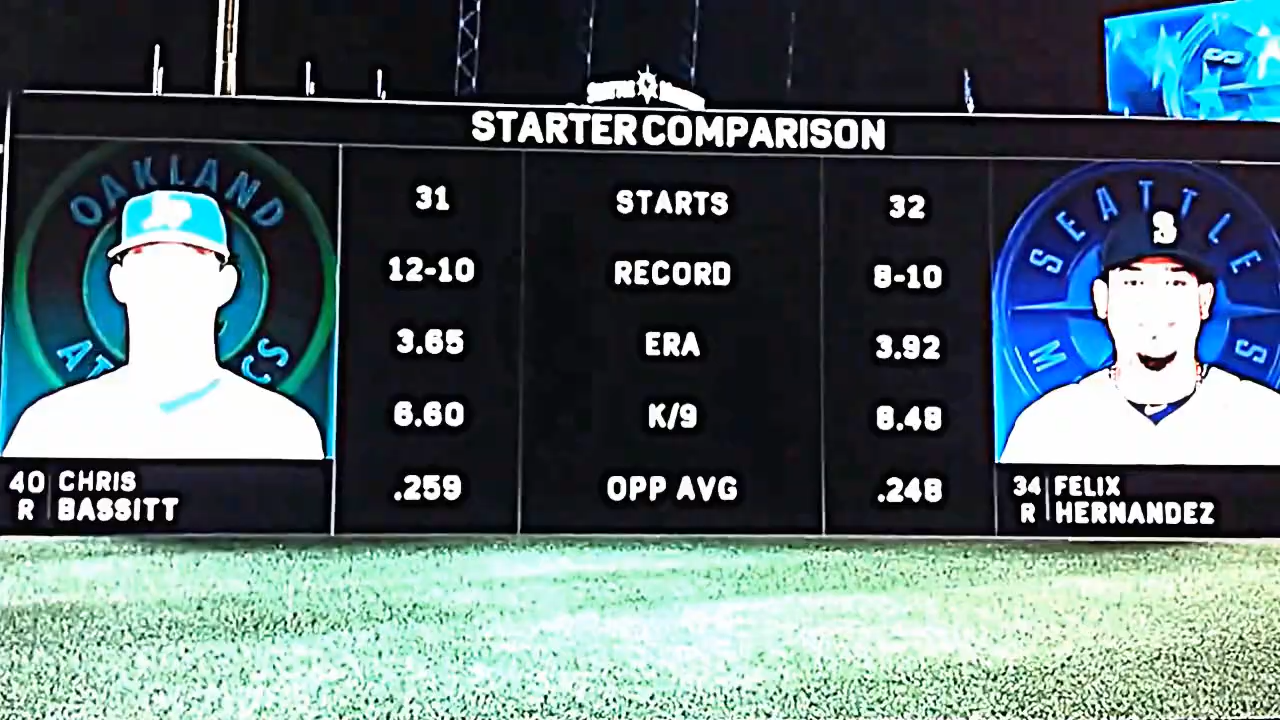 STARTER COMPARISON
OAKLAND
31 STARTS 32
SEATTLE
12-10 RECORD 8-10
3.65 ERA 3.92
6.60 K/9 8.48
.259 OPP AVG .248
40 CHRIS
R BASSITT
34 FELIX
R HERNANDEZ
S